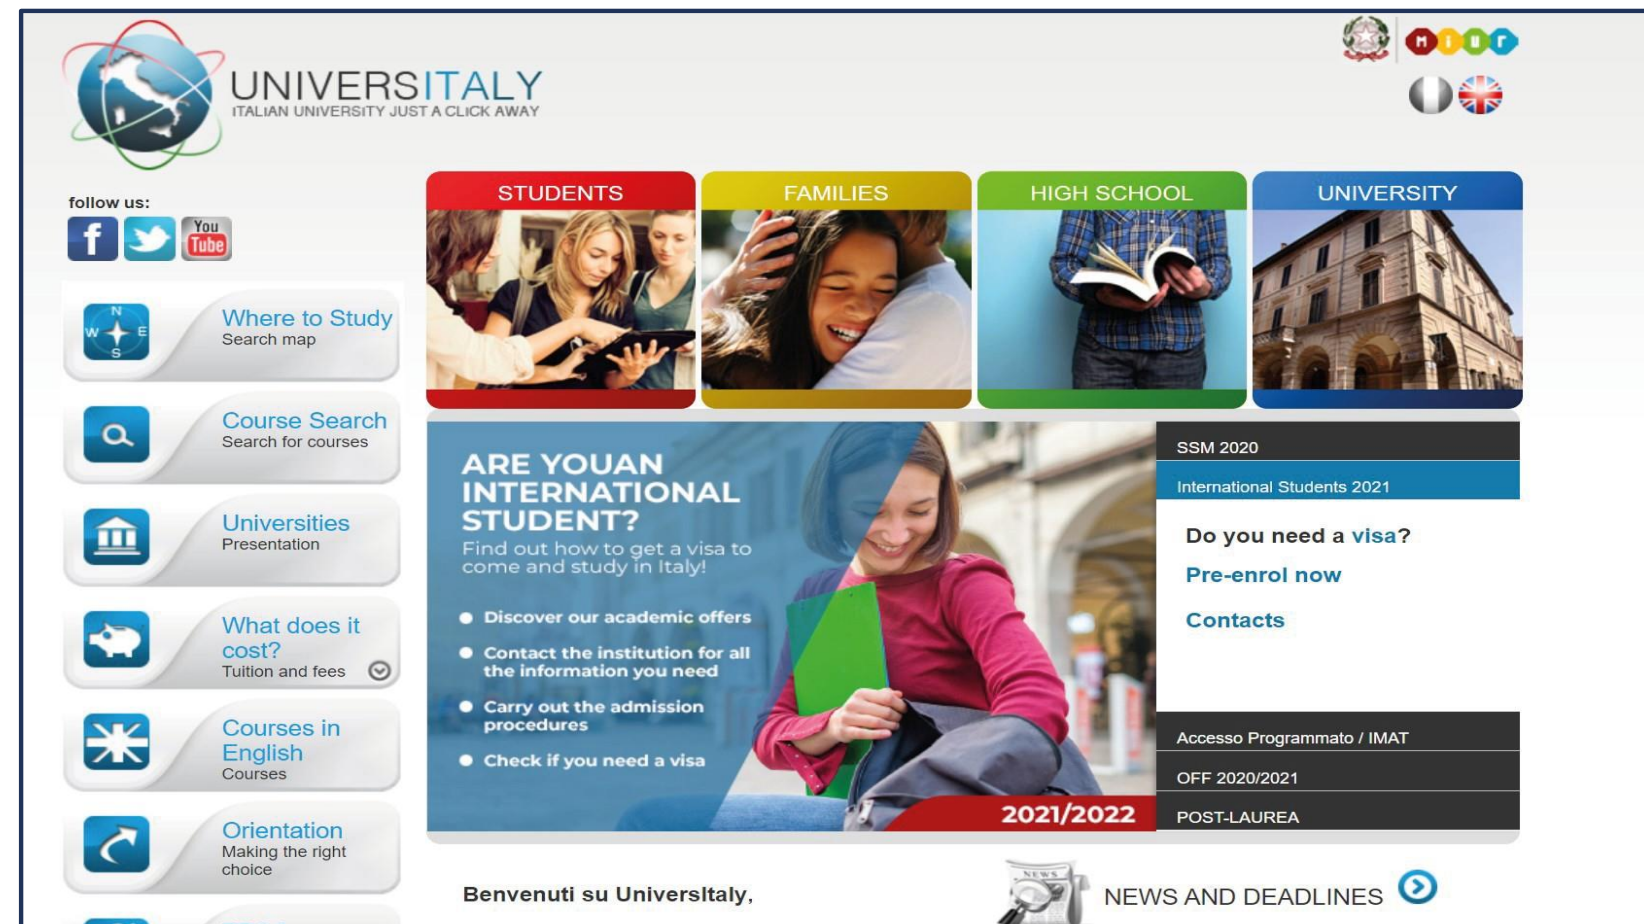 UNIVERSITALY
ITALIAN UNIVERSITY JUST A CLICK AWAY
MIUR
follow us:
f
You
Tube
STUDENTS
FAMILIES
HIGH SCHOOL
UNIVERSITY
N
W E
S
Where to Study
Search map
Course Search
Search for courses
Universities
Presentation
What does it
cost?
Tuition and fees
Courses in
English
Courses
Orientation
Making the right
choice
ARE YOUAN
INTERNATIONAL
STUDENT?
Find out how to get a visa to
come and study in Italy!
Discover our academic offers
Contact the institution for all
the information you need
Carry out the admission
procedures
Check if you need a visa
2021/2022
SSM 2020
International Students 2021
Do you need a visa?
Pre-enrol now
Contacts
Accesso Programmato / IMAT
OFF 2020/2021
POST-LAUREA
Benvenuti su UniversItaly,
NEWS
NEWS AND DEADLINES